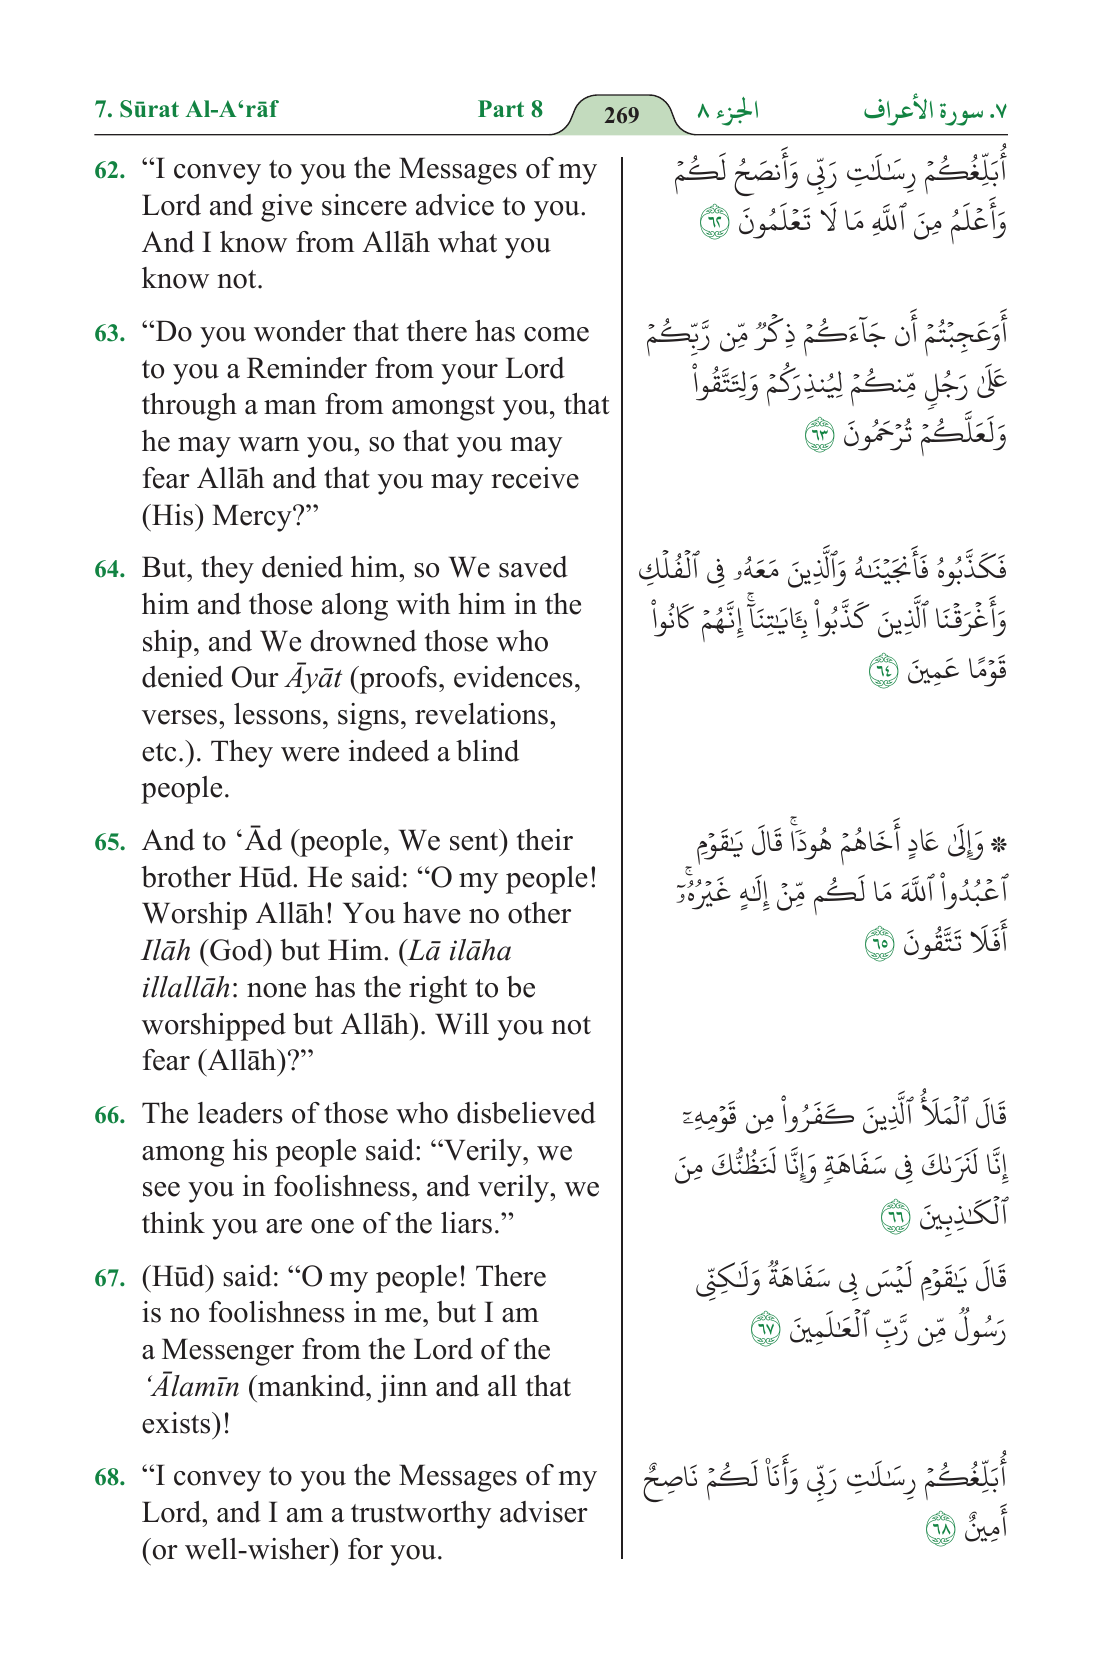 7. Sūrat Al-A‘rāf
Part 8
269
الجزء ٨
٧. سورة الأعراف
62. “I convey to you the Messages of my
Lord and give sincere advice to you.
And I know from Allāh what you
know not.
63. “Do you wonder that there has come
to you a Reminder from your Lord
through a man from amongst you, that
he may warn you, so that you may
fear Allāh and that you may receive
(His) Mercy?”
64. But, they denied him, so We saved
him and those along with him in the
ship, and We drowned those who
denied Our Āyāt (proofs, evidences,
verses, lessons, signs, revelations,
etc.). They were indeed a blind
people.
65. And to ‘Ād (people, We sent) their
brother Hūd. He said: “O my people!
Worship Allāh! You have no other
Ilāh (God) but Him. (Lā ilāha
illallāh: none has the right to be
worshipped but Allāh). Will you not
fear (Allāh)?”
66. The leaders of those who disbelieved
among his people said: “Verily, we
see you in foolishness, and verily, we
think you are one of the liars.”
67. (Hūd) said: “O my people! There
is no foolishness in me, but I am
a Messenger from the Lord of the
‘Ālamīn (mankind, jinn and all that
exists)!
68. “I convey to you the Messages of my
Lord, and I am a trustworthy adviser
(or well-wisher) for you.
أُبَلِّغُكُمۡ رِسَٰلَٰتِ رَبِّي وَأَنصَحُ لَكُمۡ
وَأَعۡلَمُ مِنَ ٱللَّهِ مَا لَا تَعۡلَمُونَ ٦٢
أَوَعَجِبۡتُمۡ أَن جَآءَكُمۡ ذِكۡرٞ مِّن رَّبِّكُمۡ
عَلَىٰ رَجُلٖ مِّنكُمۡ لِيُنذِرَكُمۡ وَلِتَتَّقُواْ
وَلَعَلَّكُمۡ تُرۡحَمُونَ ٦٣
فَكَذَّبُوهُ فَأَنجَيۡنَٰهُ وَٱلَّذِينَ مَعَهُۥ فِي ٱلۡفُلۡكِ
وَأَغۡرَقۡنَا ٱلَّذِينَ كَذَّبُواْ بِـَٔايَٰتِنَآۚ إِنَّهُمۡ كَانُواْ
قَوۡمًا عَمِينَ ٦٤
۞ وَإِلَىٰ عَادٍ أَخَاهُمۡ هُودٗاۚ قَالَ يَٰقَوۡمِ
ٱعۡبُدُواْ ٱللَّهَ مَا لَكُم مِّنۡ إِلَٰهٍ غَيۡرُهُۥٓۚ
أَفَلَا تَتَّقُونَ ٦٥
قَالَ ٱلۡمَلَأُ ٱلَّذِينَ كَفَرُواْ مِن قَوۡمِهِۦٓ
إِنَّا لَنَرَىٰكَ فِي سَفَاهَةٖ وَإِنَّا لَنَظُنُّكَ مِنَ
ٱلۡكَٰذِبِينَ ٦٦
قَالَ يَٰقَوۡمِ لَيۡسَ بِي سَفَاهَةٞ وَلَٰكِنِّي
رَسُولٞ مِّن رَّبِّ ٱلۡعَٰلَمِينَ ٦٧
أُبَلِّغُكُمۡ رِسَٰلَٰتِ رَبِّي وَأَنَا۠ لَكُمۡ نَاصِحٌ
أَمِينٌ ٦٨